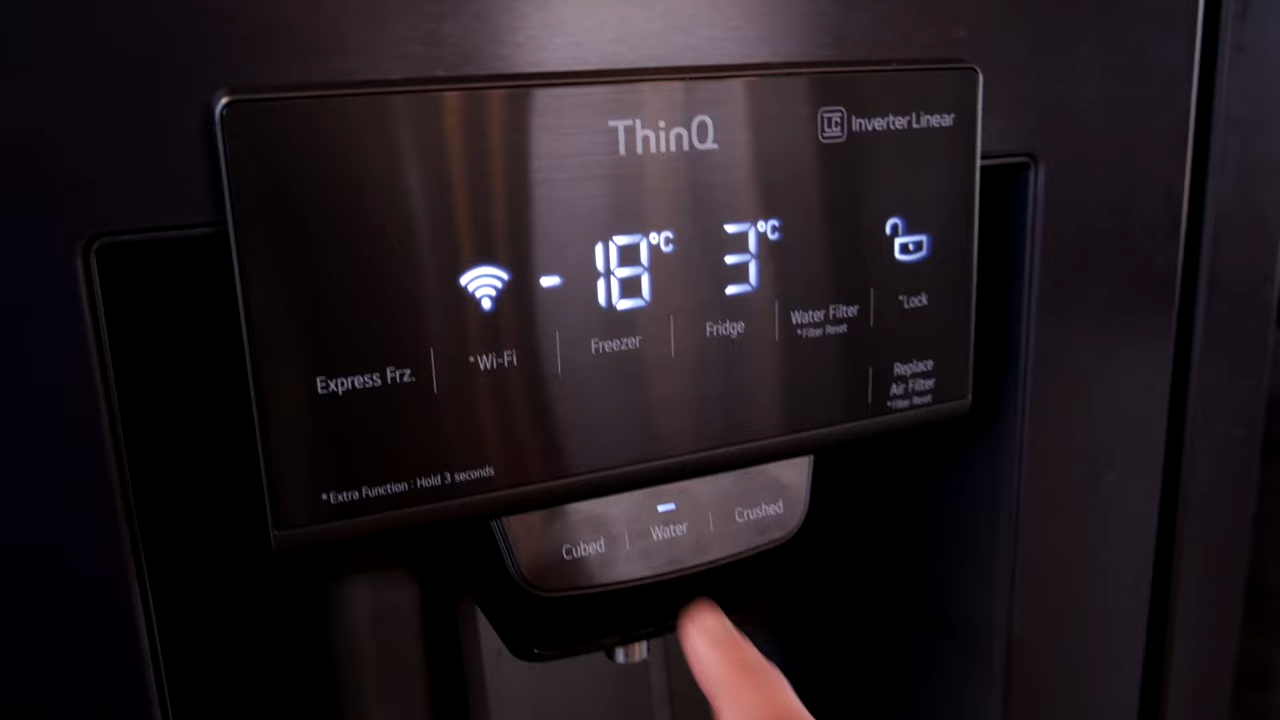 ThinQ
LC Inverter Linear
-18°C 3°C
Express Frz. *Wi-Fi Freezer Fridge Water Filter *Lock
*Filter Reset
Replace
Air Filter
*Filter Reset
*Extra Function : Hold 3 seconds
Cubed Water Crushed